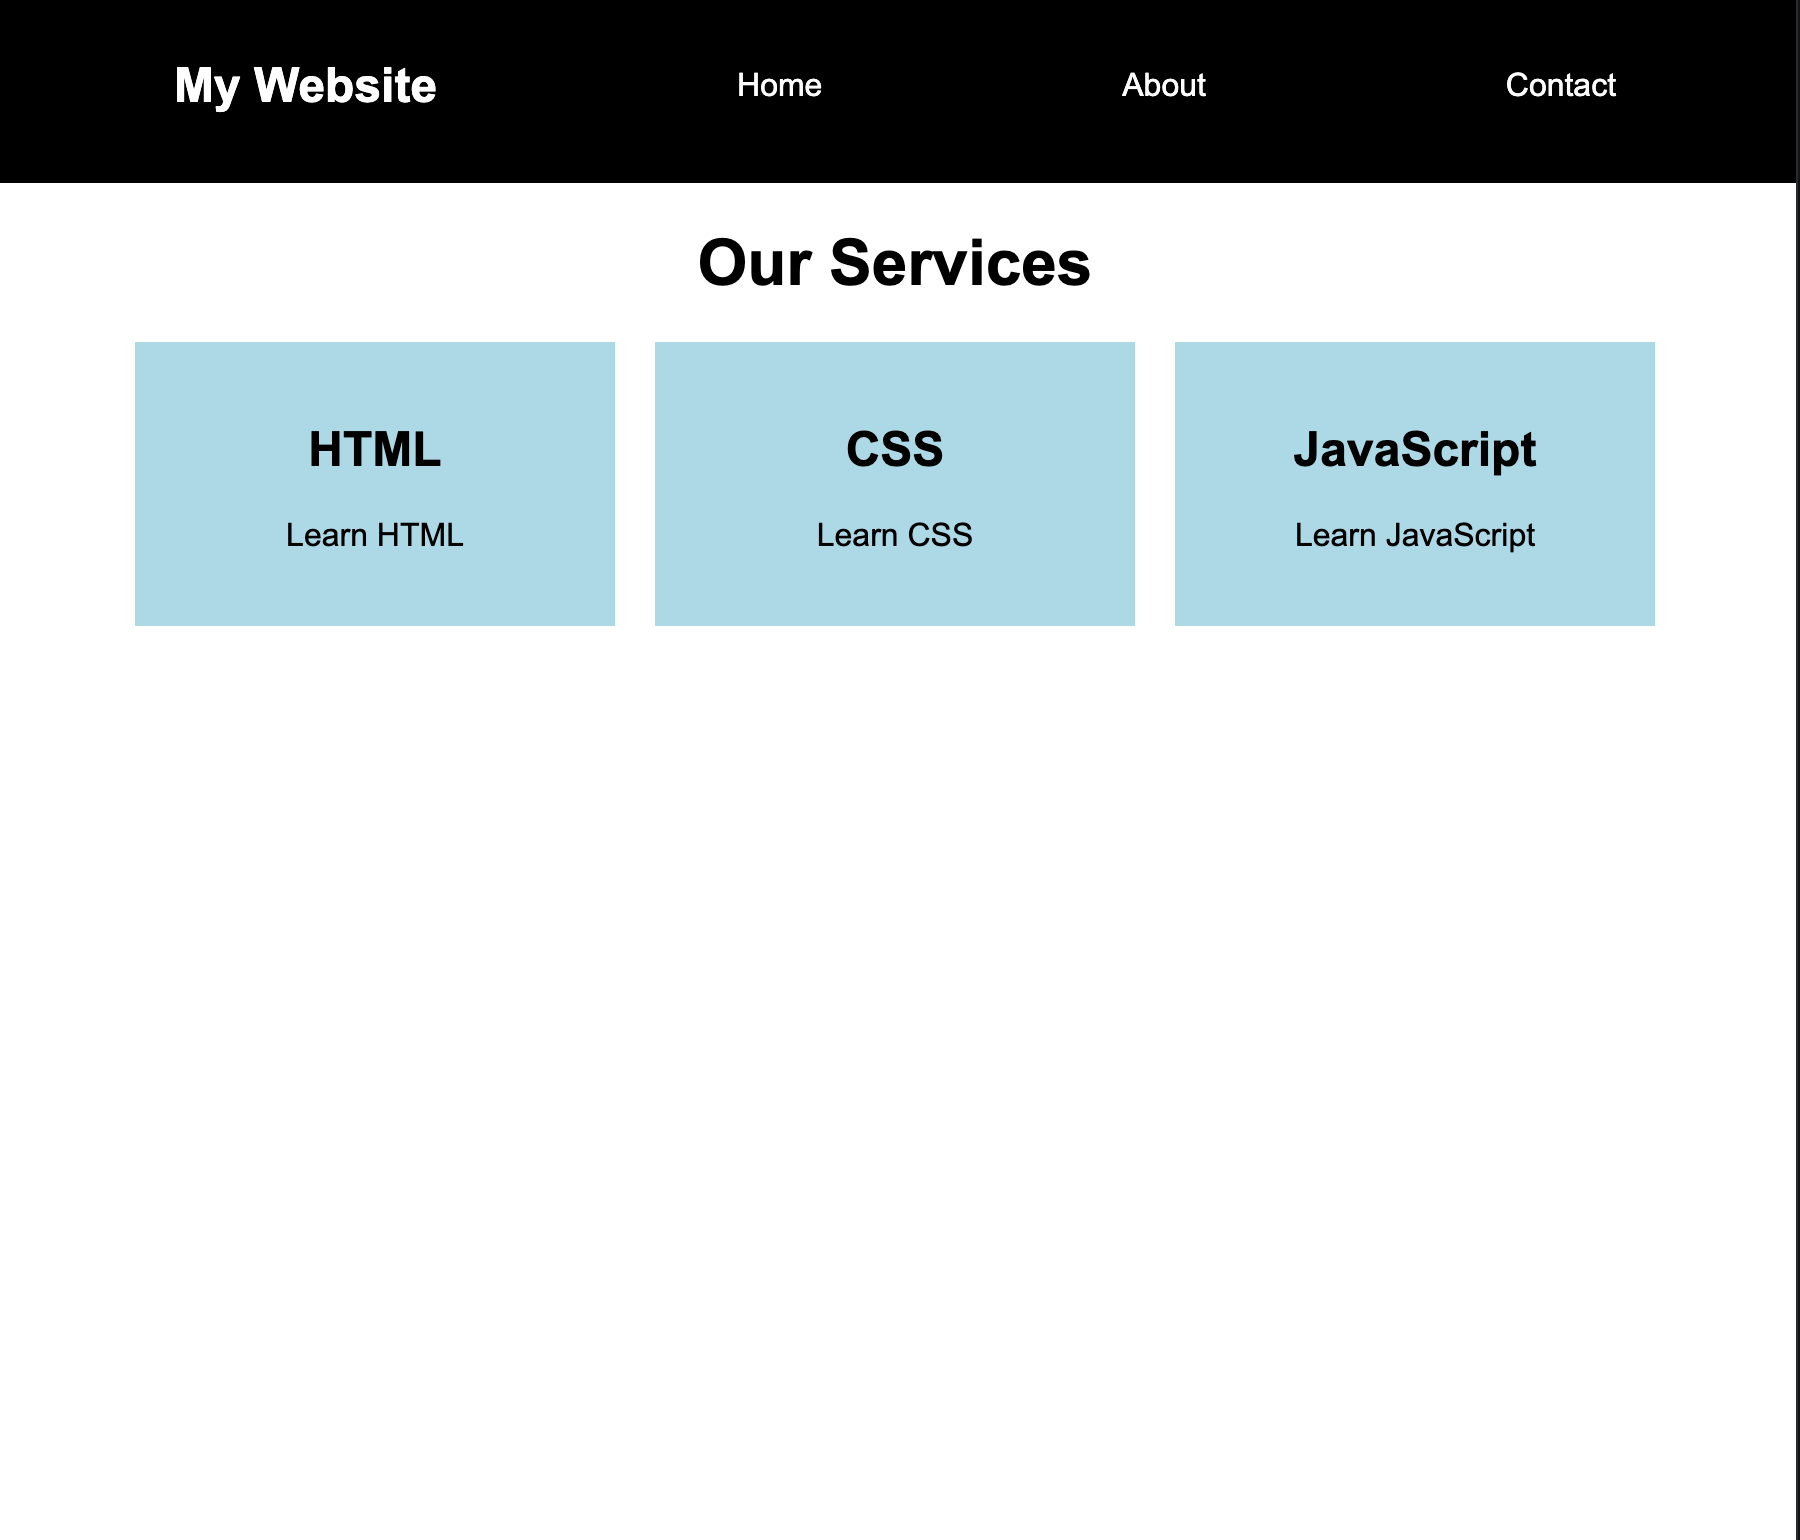 My Website Home About Contact
Our Services
HTML
Learn HTML
CSS
Learn CSS
JavaScript
Learn JavaScript